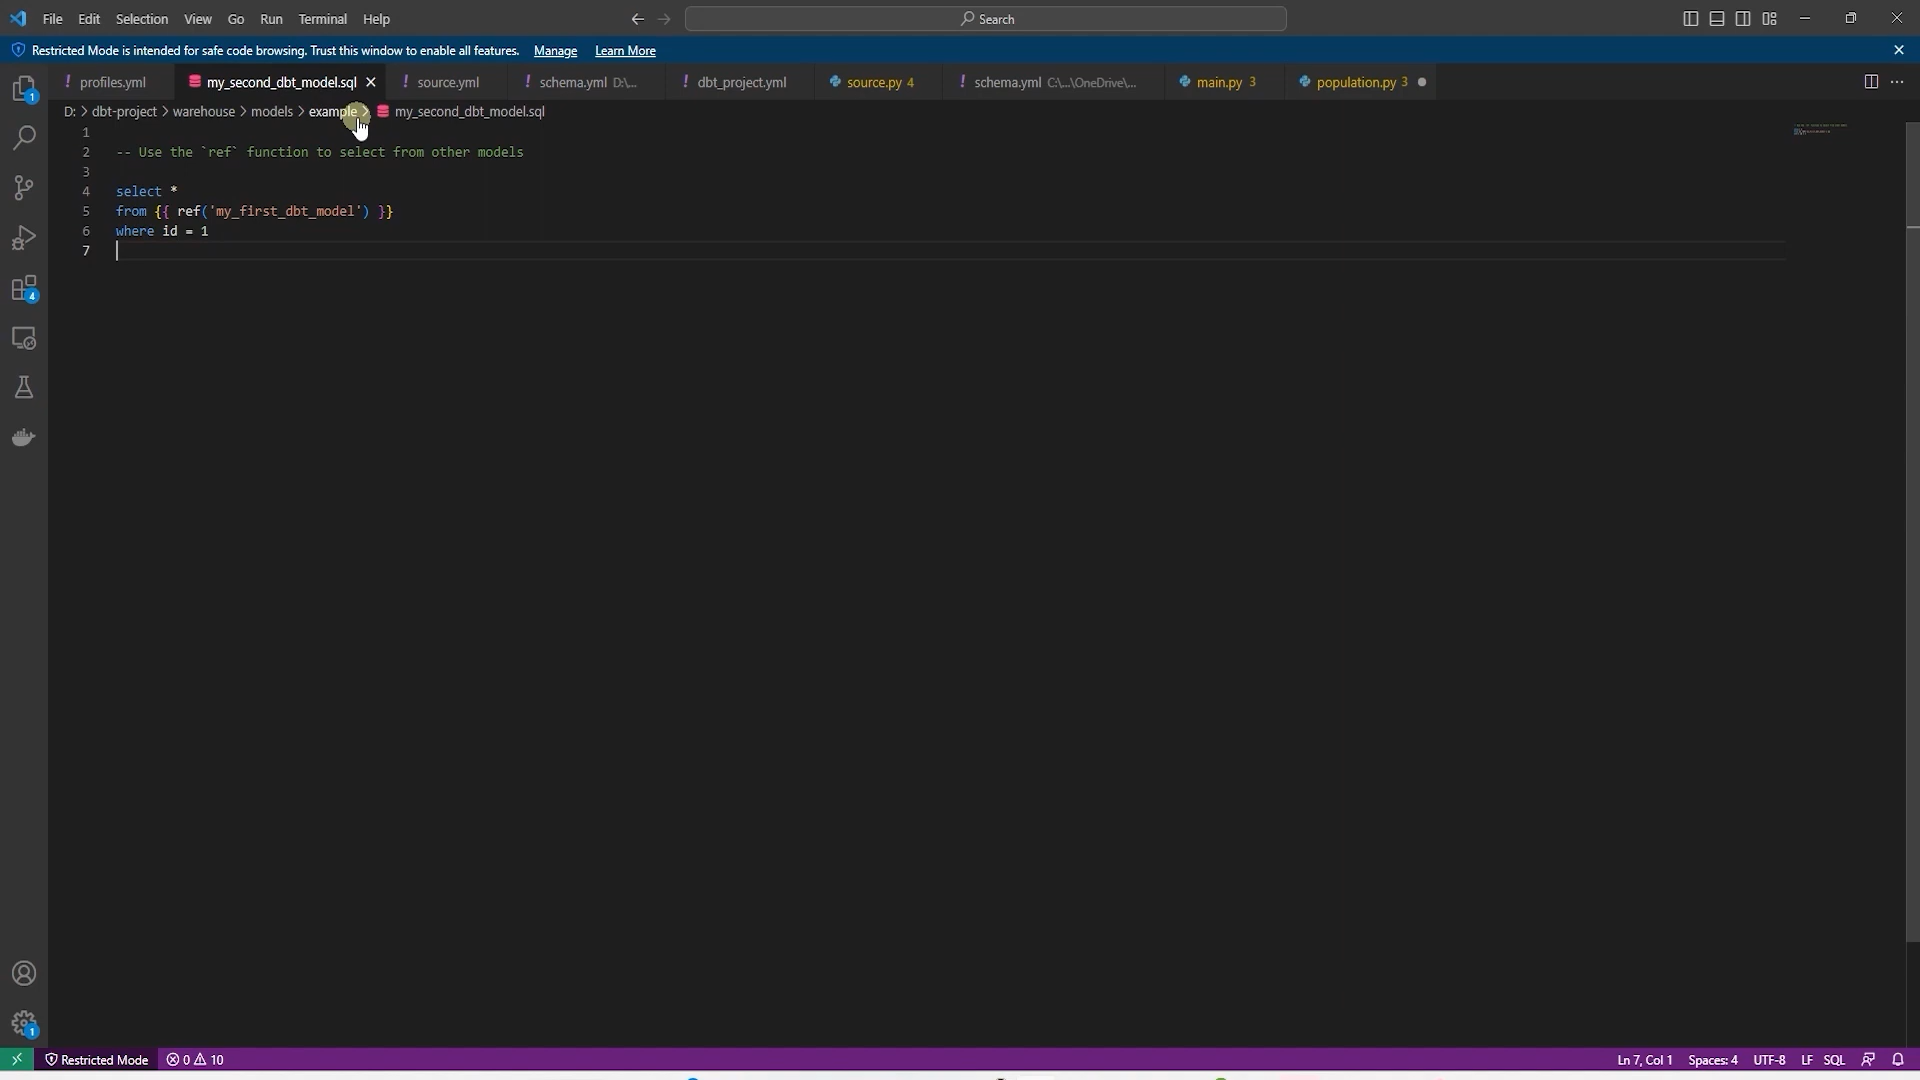 File Edit Selection View Go Run Terminal Help Search
Restricted Mode is intended for safe code browsing. Trust this window to enable all features. Manage Learn More
profiles.yml my_second_dbt_model.sql source.yml schema.yml D:\... dbt_project.yml source.py 4 schema.yml C:\...\OneDrive\... main.py 3 population.py 3
D: > dbt-project > warehouse > models > example > my_second_dbt_model.sql
1
2 -- Use the `ref` function to select from other models
3
4 select *
5 from {{ ref('my_first_dbt_model') }}
6 where id = 1
7
1
4
1
Restricted Mode 0 10 Ln 7, Col 1 Spaces: 4 UTF-8 LF SQL